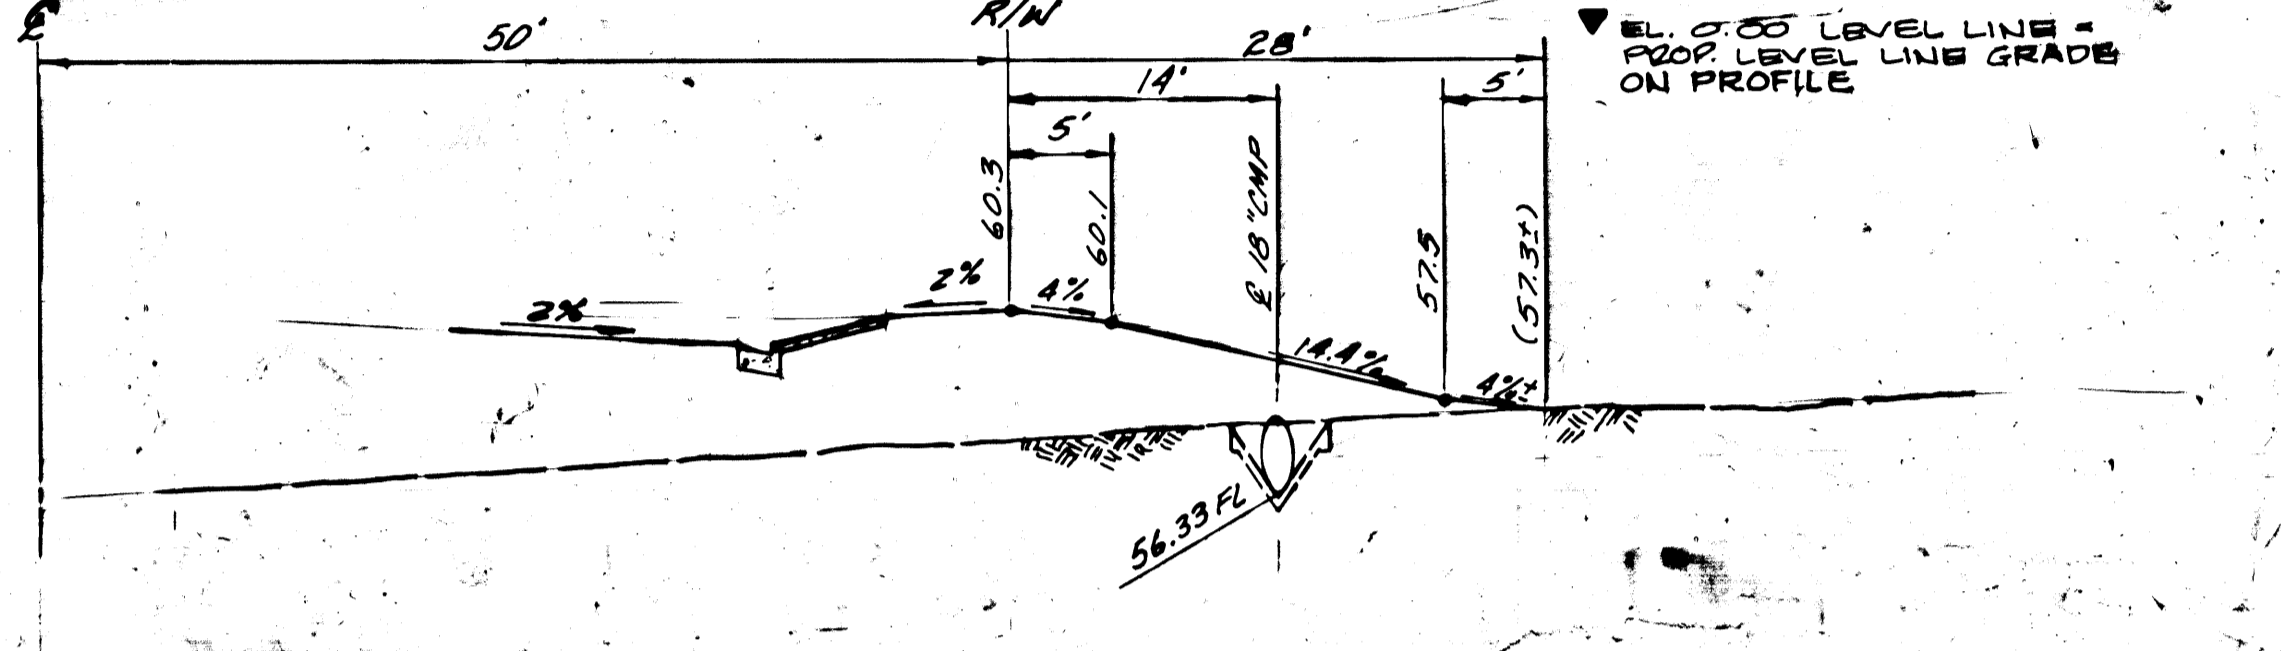 ℄
50'
R/W
28'
14'
5'
5'
▼ EL. 0.00 LEVEL LINE =
PROP. LEVEL LINE GRADE
ON PROFILE
60.3
60.1
℄ 18" CMP
57.5
(57.3±)
2%
2%
4%
14.4%
4%±
56.33 FL